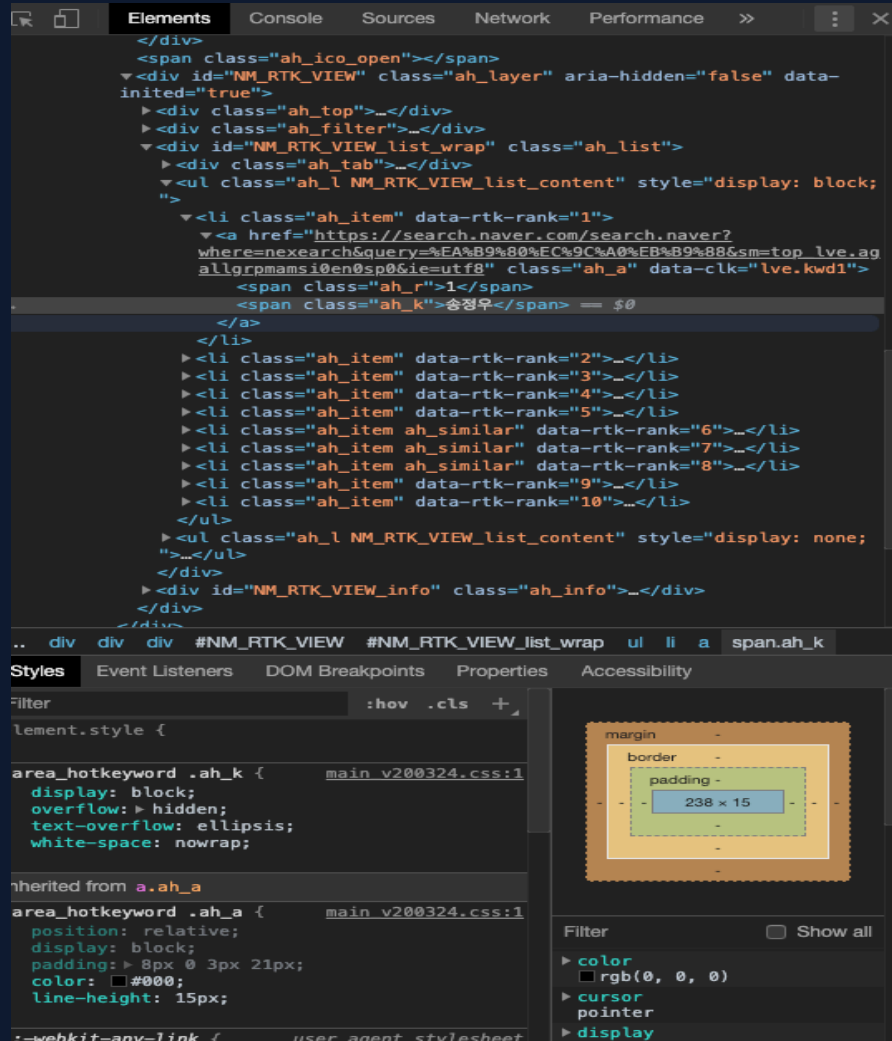 Elements Console Sources Network Performance »
</div>
<span class="ah_ico_open"></span>
▼<div id="NM_RTK_VIEW" class="ah_layer" aria-hidden="false" data-
inited="true">
▶<div class="ah_top">…</div>
▶<div class="ah_filter">…</div>
▼<div id="NM_RTK_VIEW_list_wrap" class="ah_list">
▶<div class="ah_tab">…</div>
▼<ul class="ah_l NM_RTK_VIEW_list_content" style="display: block;
">
▼<li class="ah_item" data-rtk-rank="1">
▼<a href="https://search.naver.com/search.naver?
where=nexearch&query=%EA%B9%80%EC%9C%A0%EB%B9%88&sm=top_lve.ag
allgrpmamsi0en0sp0&ie=utf8" class="ah_a" data-clk="lve.kwd1">
<span class="ah_r">1</span>
<span class="ah_k">송정우</span> == $0
</a>
</li>
▶<li class="ah_item" data-rtk-rank="2">…</li>
▶<li class="ah_item" data-rtk-rank="3">…</li>
▶<li class="ah_item" data-rtk-rank="4">…</li>
▶<li class="ah_item" data-rtk-rank="5">…</li>
▶<li class="ah_item ah_similar" data-rtk-rank="6">…</li>
▶<li class="ah_item ah_similar" data-rtk-rank="7">…</li>
▶<li class="ah_item ah_similar" data-rtk-rank="8">…</li>
▶<li class="ah_item" data-rtk-rank="9">…</li>
▶<li class="ah_item" data-rtk-rank="10">…</li>
</ul>
▶<ul class="ah_l NM_RTK_VIEW_list_content" style="display: none;
">…</ul>
</div>
▶<div id="NM_RTK_VIEW_info" class="ah_info">…</div>
</div>
</div>
.. div div div #NM_RTK_VIEW #NM_RTK_VIEW_list_wrap ul li a span.ah_k
Styles Event Listeners DOM Breakpoints Properties Accessibility
Filter :hov .cls +
lement.style {
area_hotkeyword .ah_k { main_v200324.css:1
display: block;
overflow: ▶ hidden;
text-overflow: ellipsis;
white-space: nowrap;
nherited from a.ah_a
area_hotkeyword .ah_a { main_v200324.css:1
position: relative;
display: block;
padding: ▶ 8px 0 3px 21px;
color: #000;
line-height: 15px;
:-webkit-any-link { user agent stylesheet
margin -
border -
padding -
- - - 238 × 15 - - -
-
-
-
Filter Show all
▶ color
rgb(0, 0, 0)
▶ cursor
pointer
▶ display